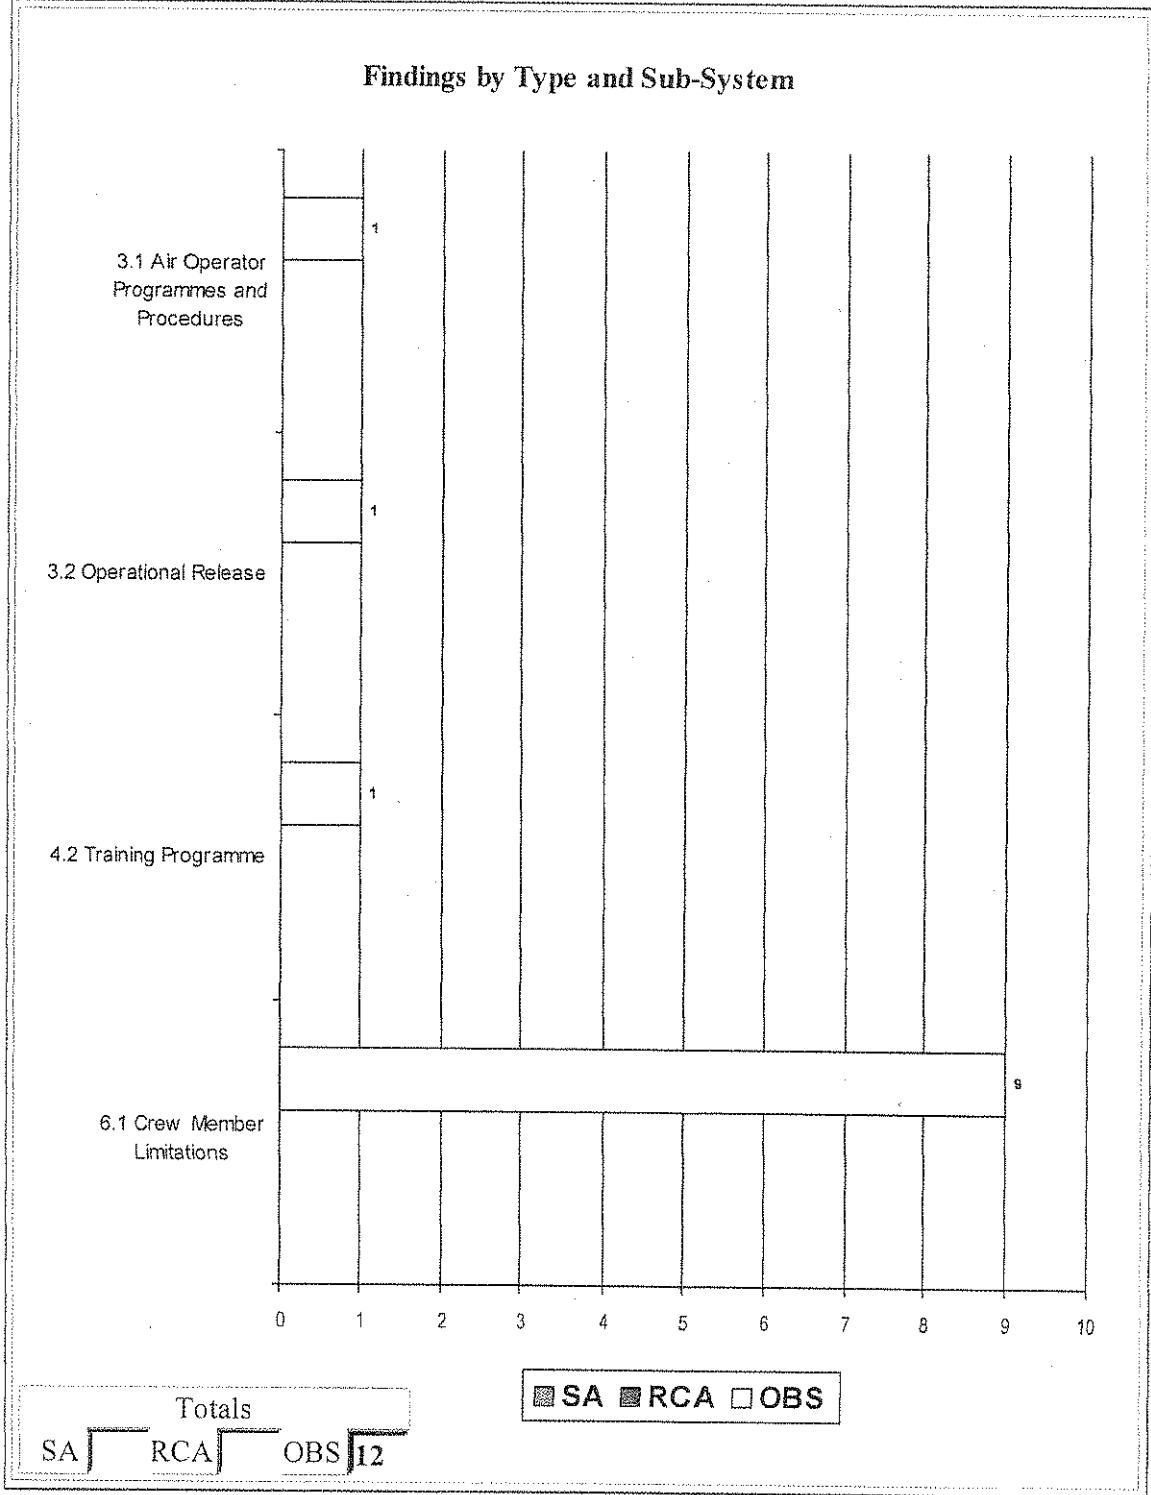 Findings by Type and Sub-System
1
3.1 Air Operator
Programmes and
Procedures
1
3.2 Operational Release
1
4.2 Training Programme
9
6.1 Crew Member
Limitations
0 1 2 3 4 5 6 7 8 9 10
SA RCA OBS
Totals
SA RCA OBS 12